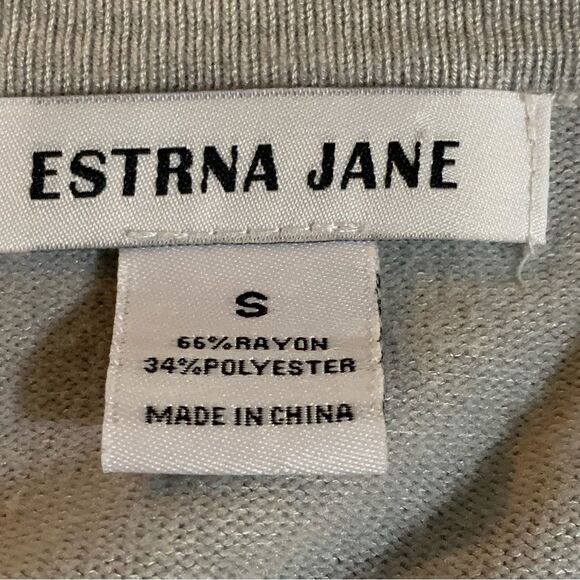 ESTRNA JANE
S
66%RAYON
34%POLYESTER
MADE IN CHINA